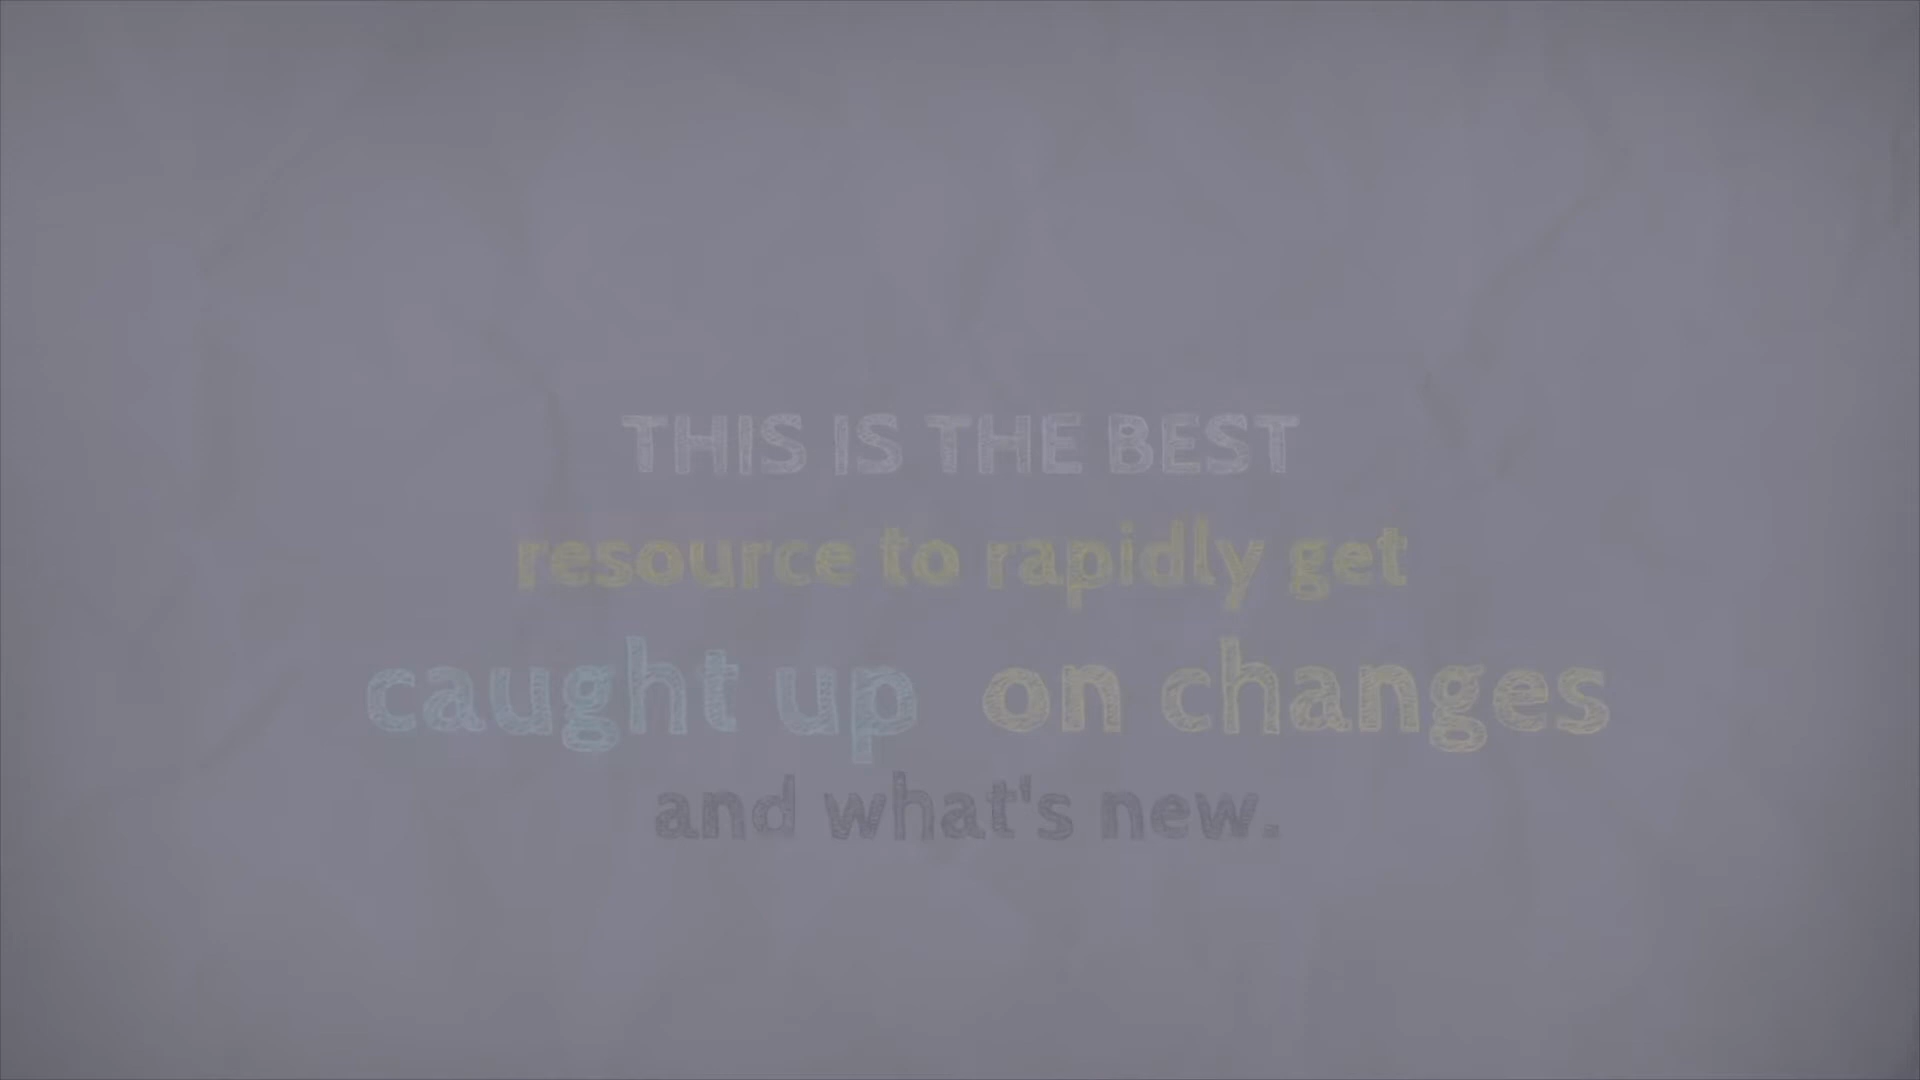 THIS IS THE BEST
resource to rapidly get
caught up on changes
and what's new.